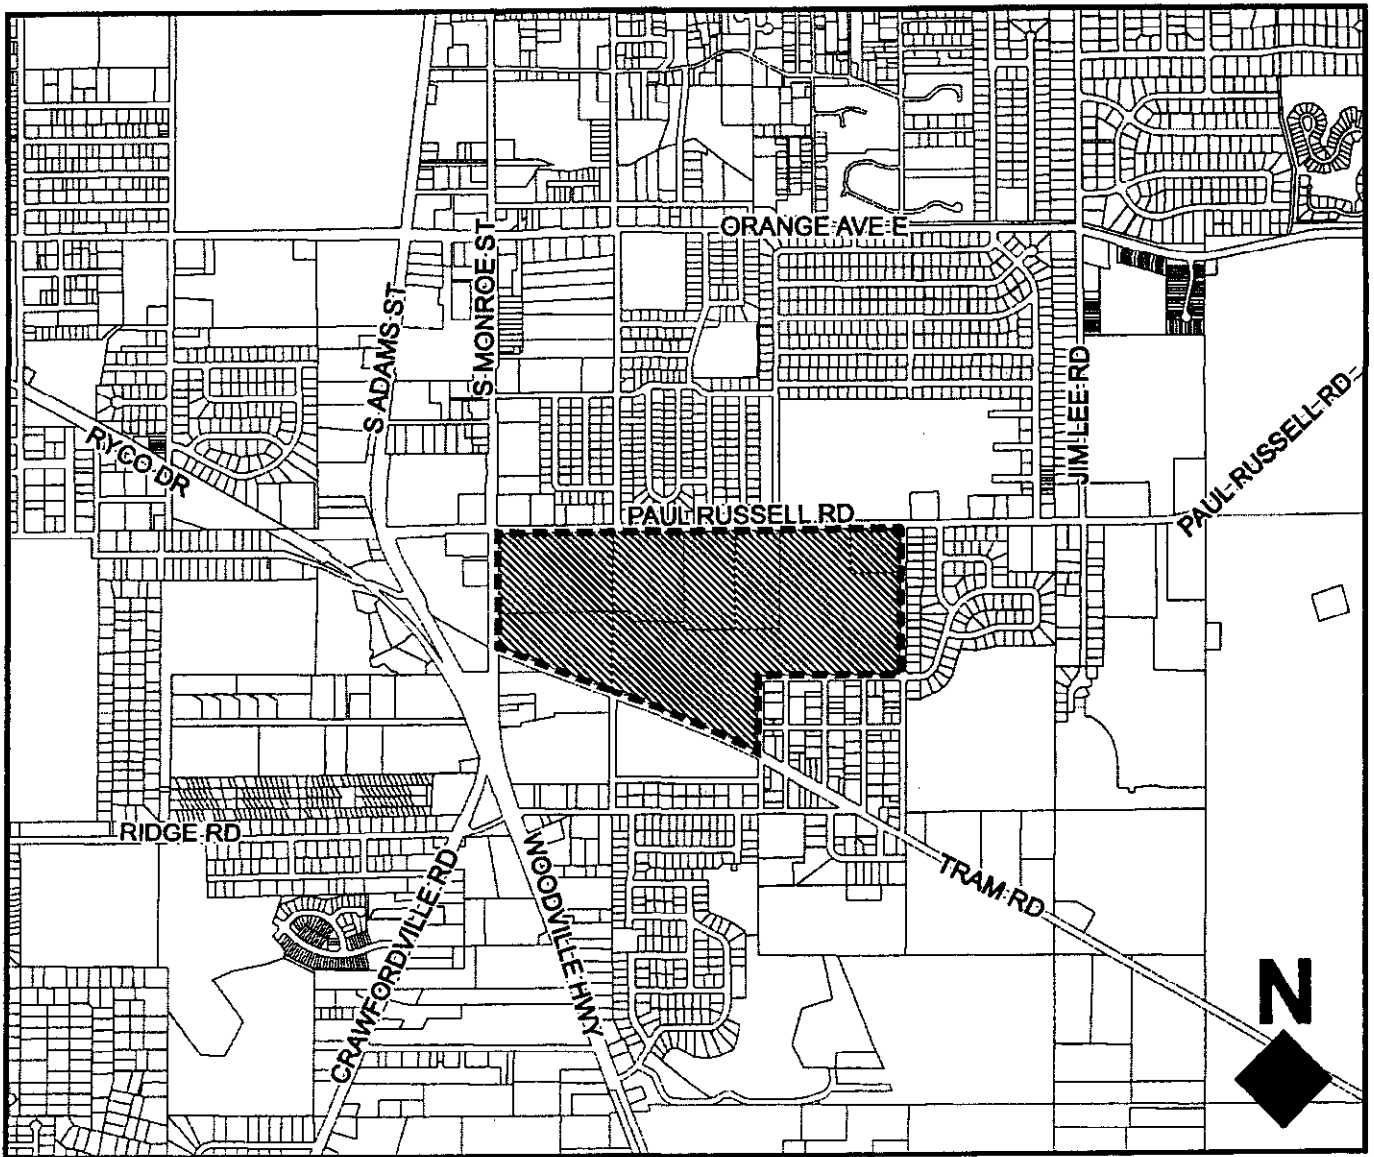 ORANGE AVE E
S MONROE ST
S ADAMS ST
JIM LEE RD
PAUL RUSSELL RD
RYCO DR
PAUL RUSSELL RD
RIDGE RD
CRAWFORDVILLE RD
WOODVILLE HWY
TRAM RD
N